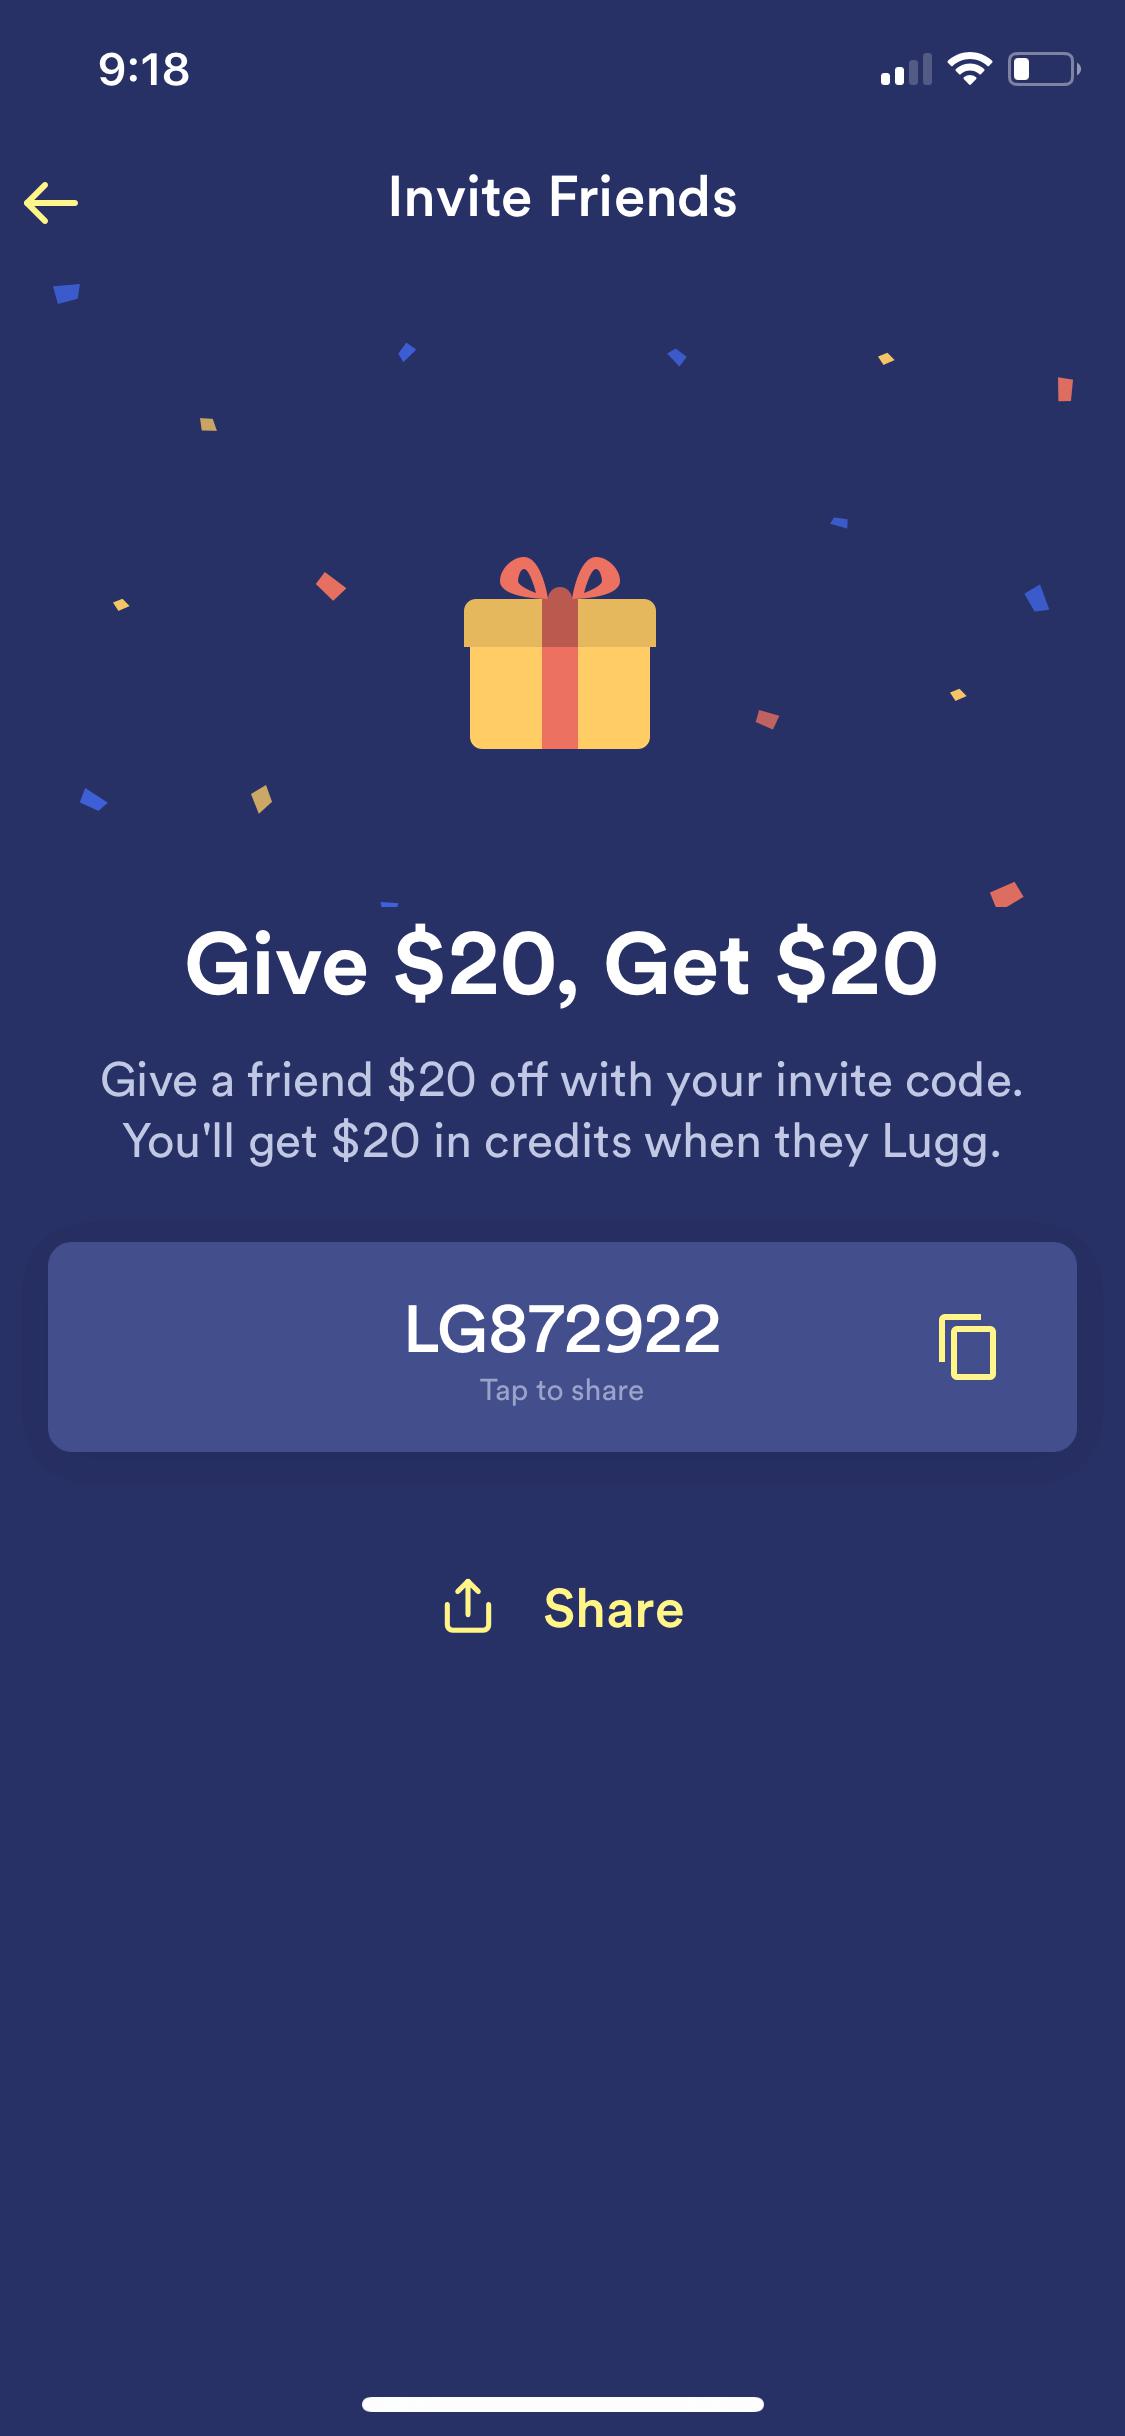 9:18
Invite Friends
Give $20, Get $20
Give a friend $20 off with your invite code.
You'll get $20 in credits when they Lugg.
LG872922
Tap to share
Share